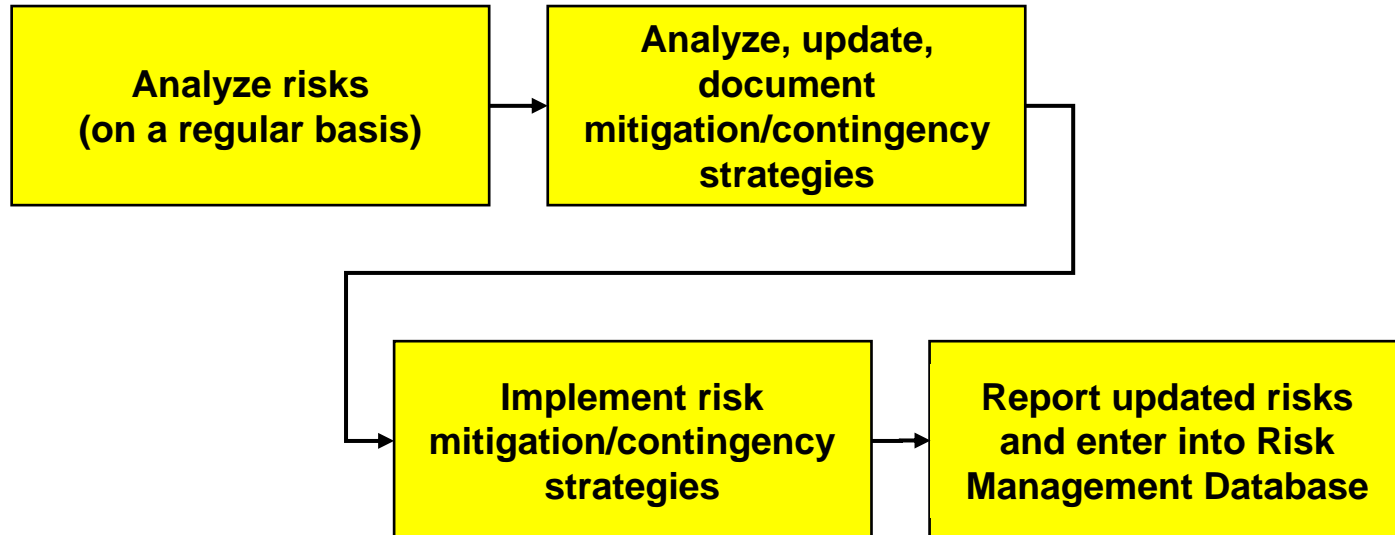 Analyze risks
(on a regular basis)
Analyze, update,
document
mitigation/contingency
strategies
Implement risk
mitigation/contingency
strategies
Report updated risks
and enter into Risk
Management Database